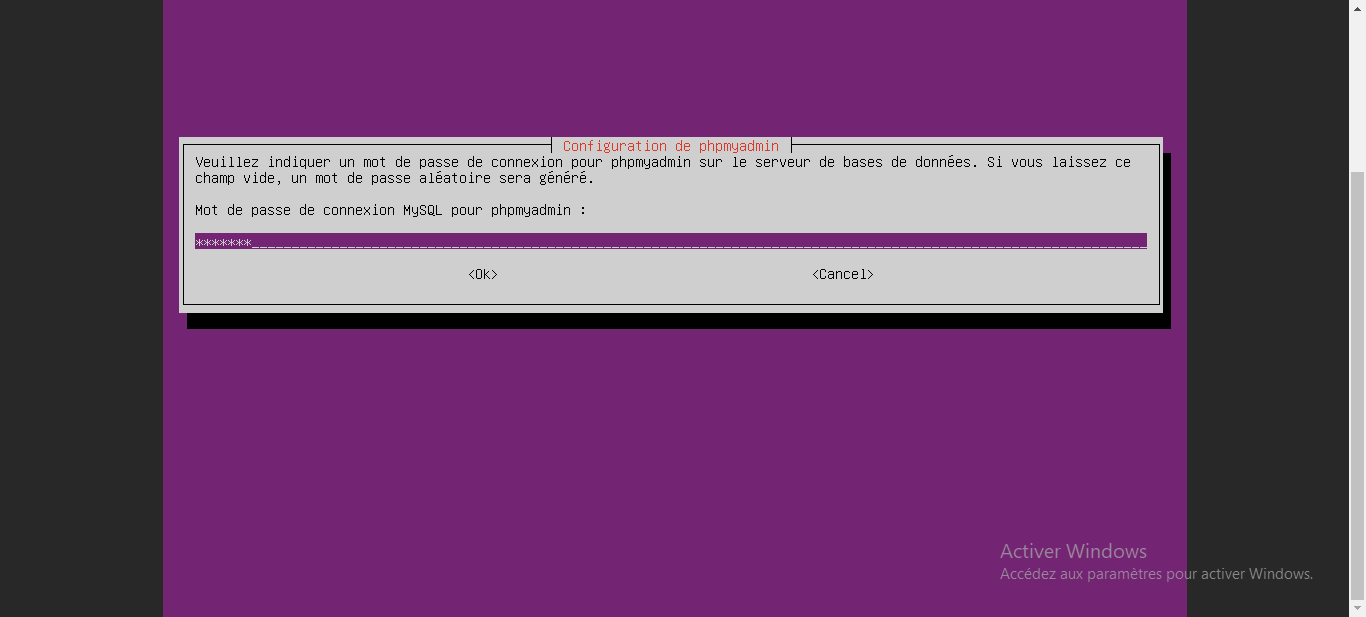 Configuration de phpmyadmin
Veuillez indiquer un mot de passe de connexion pour phpmyadmin sur le serveur de bases de données. Si vous laissez ce
champ vide, un mot de passe aléatoire sera généré.
Mot de passe de connexion MySQL pour phpmyadmin :
*******
<Ok> <Cancel>
Activer Windows
Accédez aux paramètres pour activer Windows.